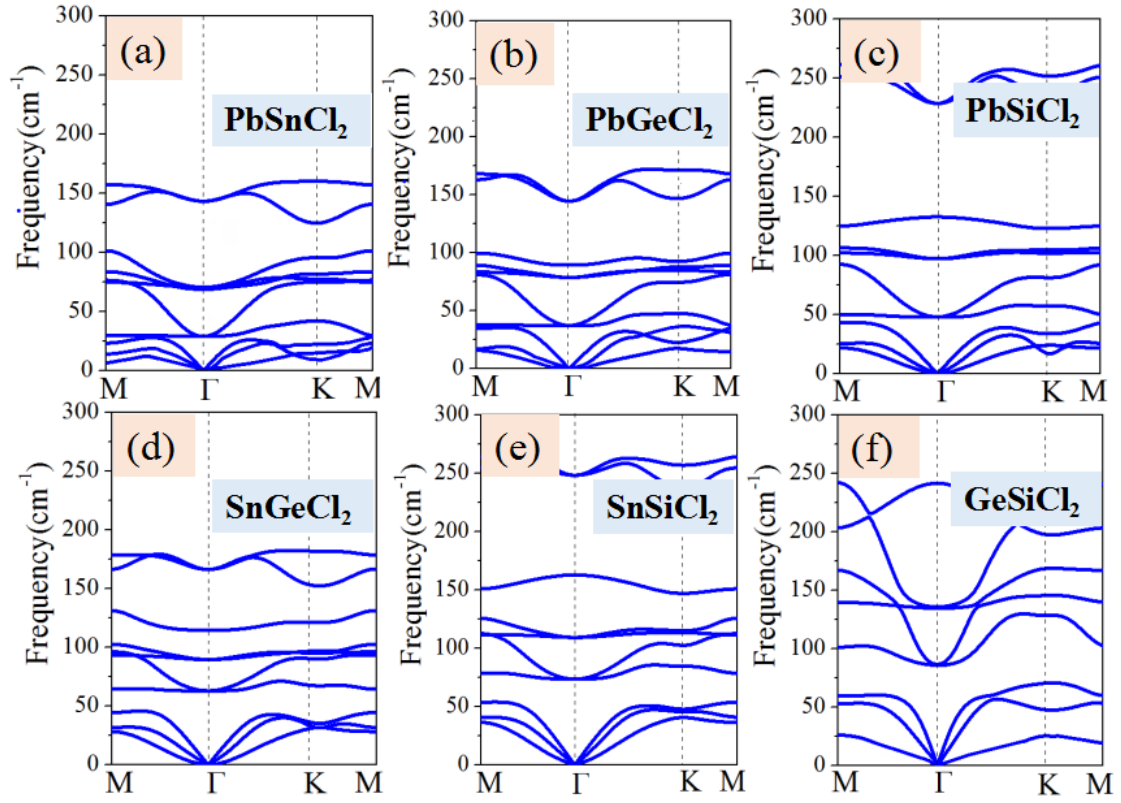 (a)
PbSnCl₂
Frequency(cm⁻¹)
300
250
200
150
100
50
0
M Γ K M
(b)
PbGeCl₂
Frequency(cm⁻¹)
300
250
200
150
100
50
0
M Γ K M
(c)
PbSiCl₂
Frequency(cm⁻¹)
300
250
200
150
100
50
0
M Γ K M
(d)
SnGeCl₂
Frequency(cm⁻¹)
300
250
200
150
100
50
0
M Γ K M
(e)
SnSiCl₂
Frequency(cm⁻¹)
300
250
200
150
100
50
0
M Γ K M
(f)
GeSiCl₂
Frequency(cm⁻¹)
300
250
200
150
100
50
0
M Γ K M